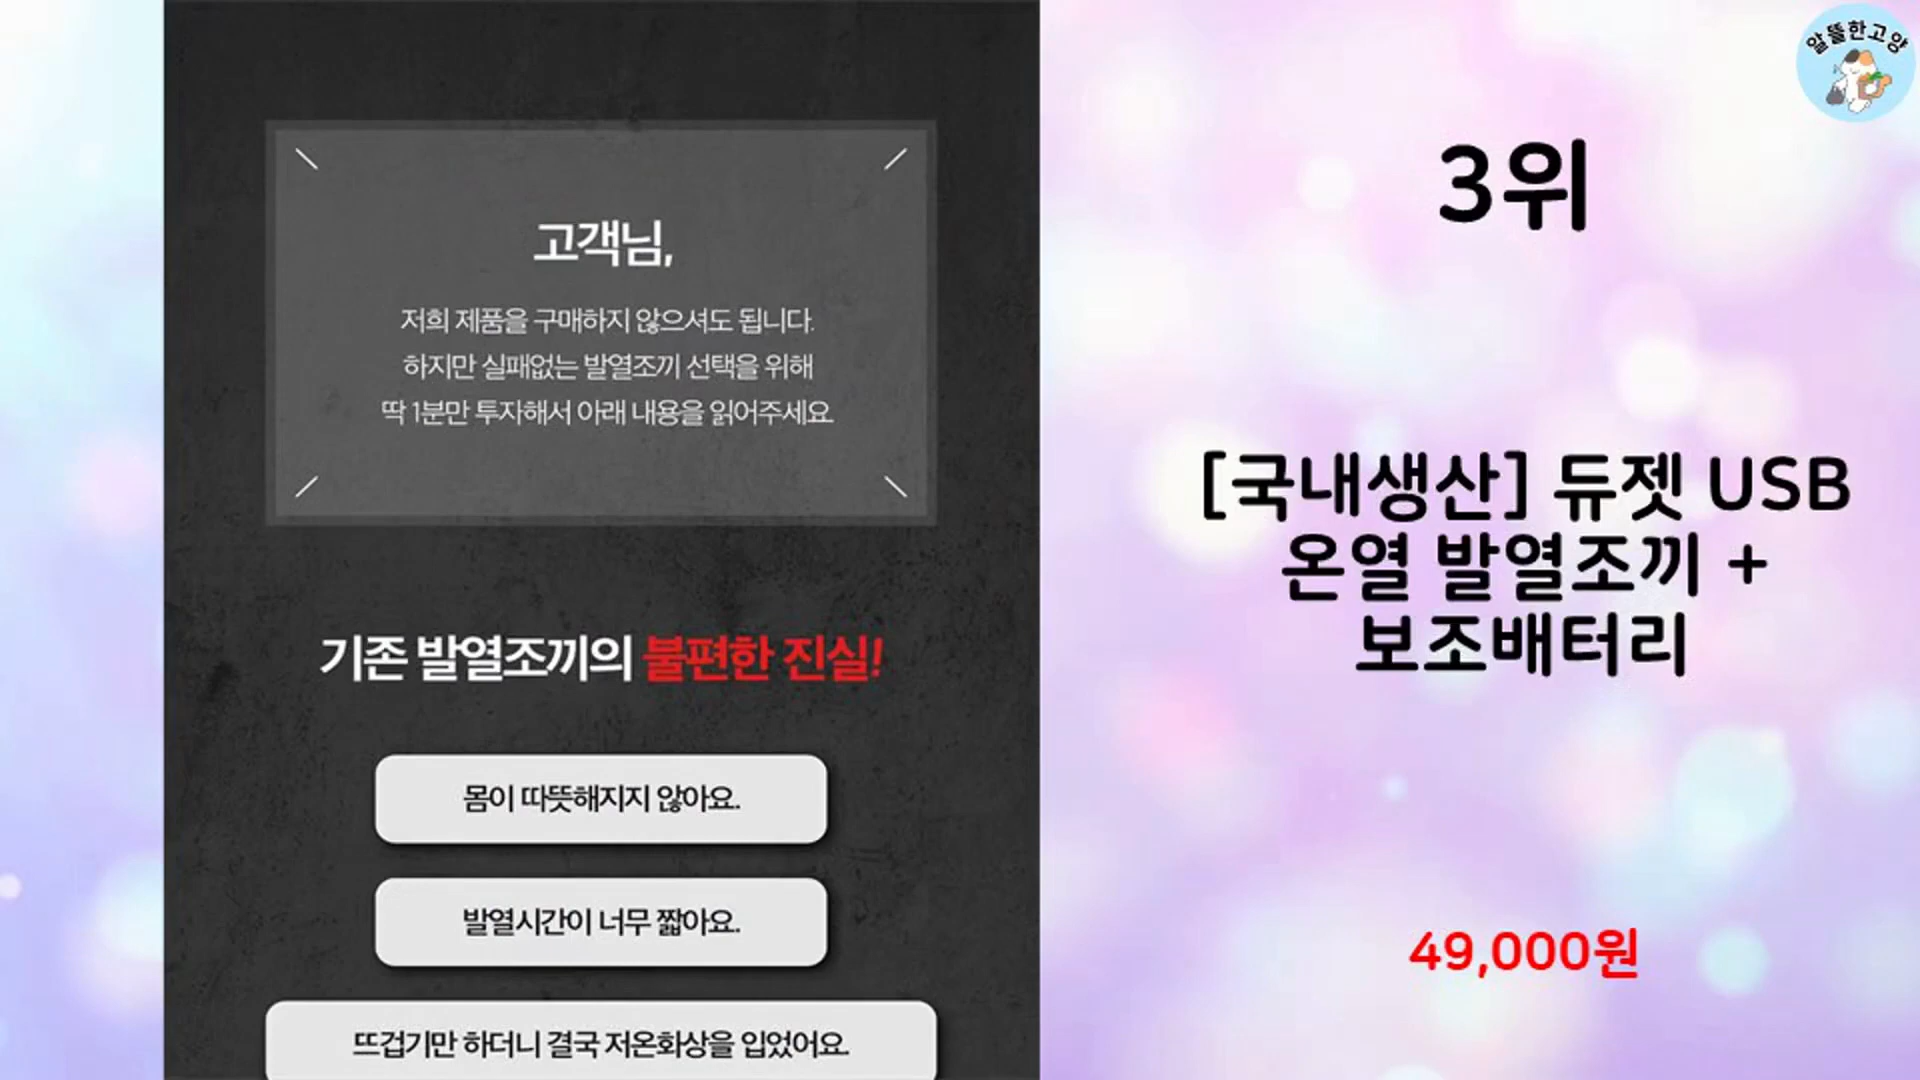 고객님,
저희 제품을 구매하지 않으셔도 됩니다.
하지만 실패없는 발열조끼 선택을 위해
딱 1분만 투자해서 아래 내용을 읽어주세요.
기존 발열조끼의 불편한 진실!
몸이 따뜻해지지 않아요.
발열시간이 너무 짧아요.
뜨겁기만 하더니 결국 저온화상을 입었어요.
알뜰한고양
3위
[국내생산] 듀젯 USB
온열 발열조끼 +
보조배터리
49,000원